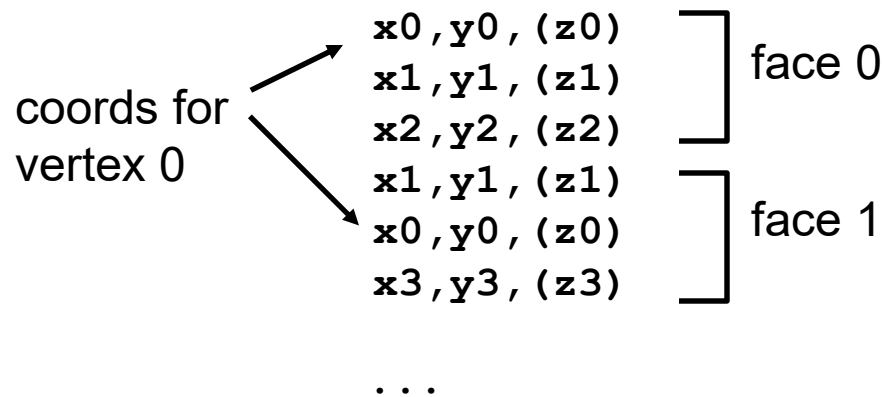 x0,y0,(z0)
x1,y1,(z1)
x2,y2,(z2)
face 0
coords for
vertex 0
x1,y1,(z1)
x0,y0,(z0)
x3,y3,(z3)
face 1
...